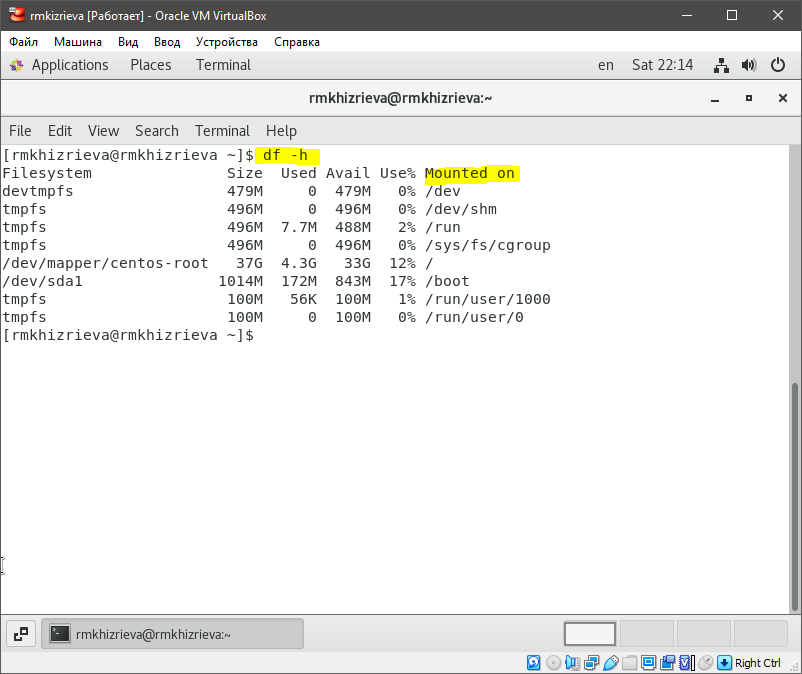 rmkizrieva [Работает] - Oracle VM VirtualBox
Файл Машина Вид Ввод Устройства Справка
Applications Places Terminal en Sat 22:14
rmkhizrieva@rmkhizrieva:~
File Edit View Search Terminal Help
[rmkhizrieva@rmkhizrieva ~]$ df -h
Filesystem Size Used Avail Use% Mounted on
devtmpfs 479M 0 479M 0% /dev
tmpfs 496M 0 496M 0% /dev/shm
tmpfs 496M 7.7M 488M 2% /run
tmpfs 496M 0 496M 0% /sys/fs/cgroup
/dev/mapper/centos-root 37G 4.3G 33G 12% /
/dev/sda1 1014M 172M 843M 17% /boot
tmpfs 100M 56K 100M 1% /run/user/1000
tmpfs 100M 0 100M 0% /run/user/0
[rmkhizrieva@rmkhizrieva ~]$
rmkhizrieva@rmkhizrieva:~
Right Ctrl